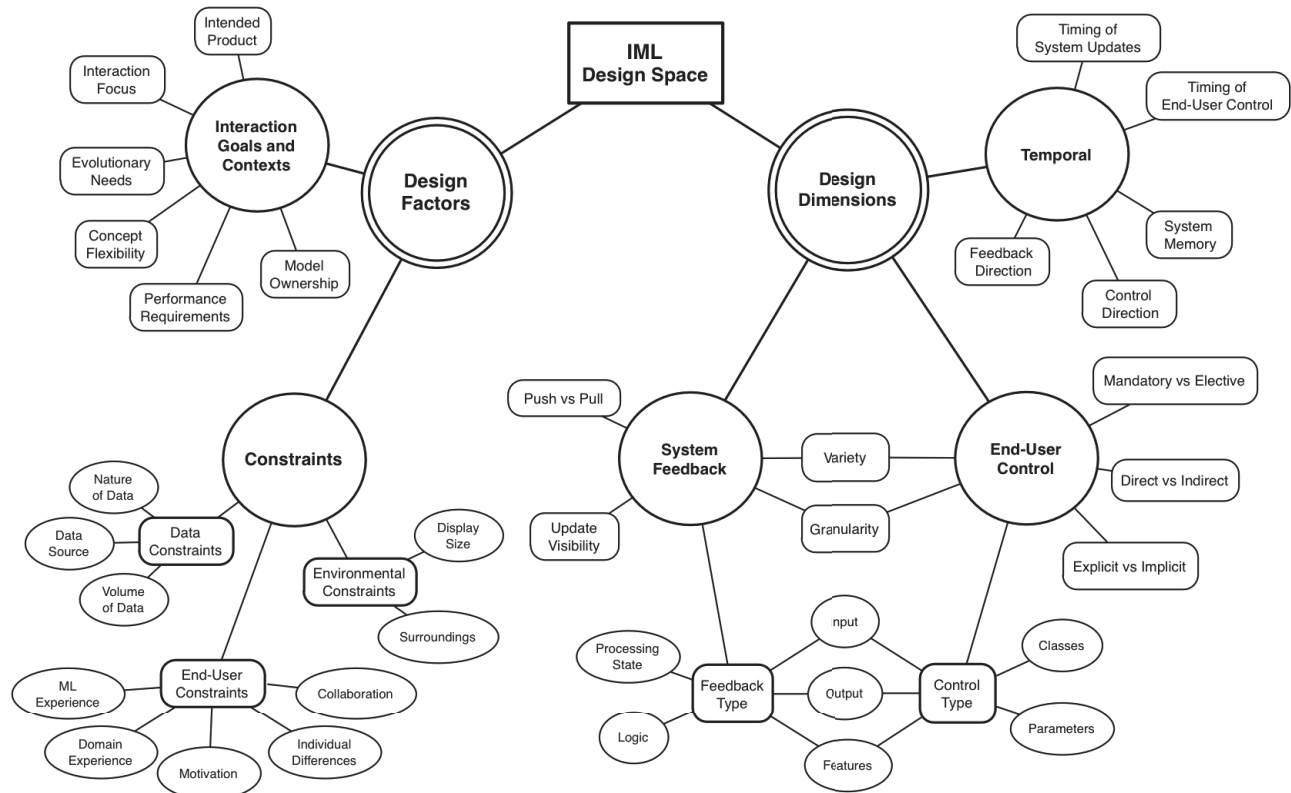 IML
Design Space
Design
Factors
Interaction
Goals and
Contexts
Intended
Product
Interaction
Focus
Evolutionary
Needs
Concept
Flexibility
Performance
Requirements
Model
Ownership
Constraints
Data
Constraints
Nature
of Data
Data
Source
Volume
of Data
Environmental
Constraints
Display
Size
Surroundings
End-User
Constraints
ML
Experience
Domain
Experience
Motivation
Individual
Differences
Collaboration
Design
Dimensions
Temporal
Timing of
System Updates
Timing of
End-User Control
System
Memory
Control
Direction
Feedback
Direction
System
Feedback
Push vs Pull
Update
Visibility
Variety
Granularity
End-User
Control
Mandatory vs Elective
Direct vs Indirect
Explicit vs Implicit
Feedback
Type
Processing
State
Logic
Input
Output
Features
Control
Type
Classes
Parameters